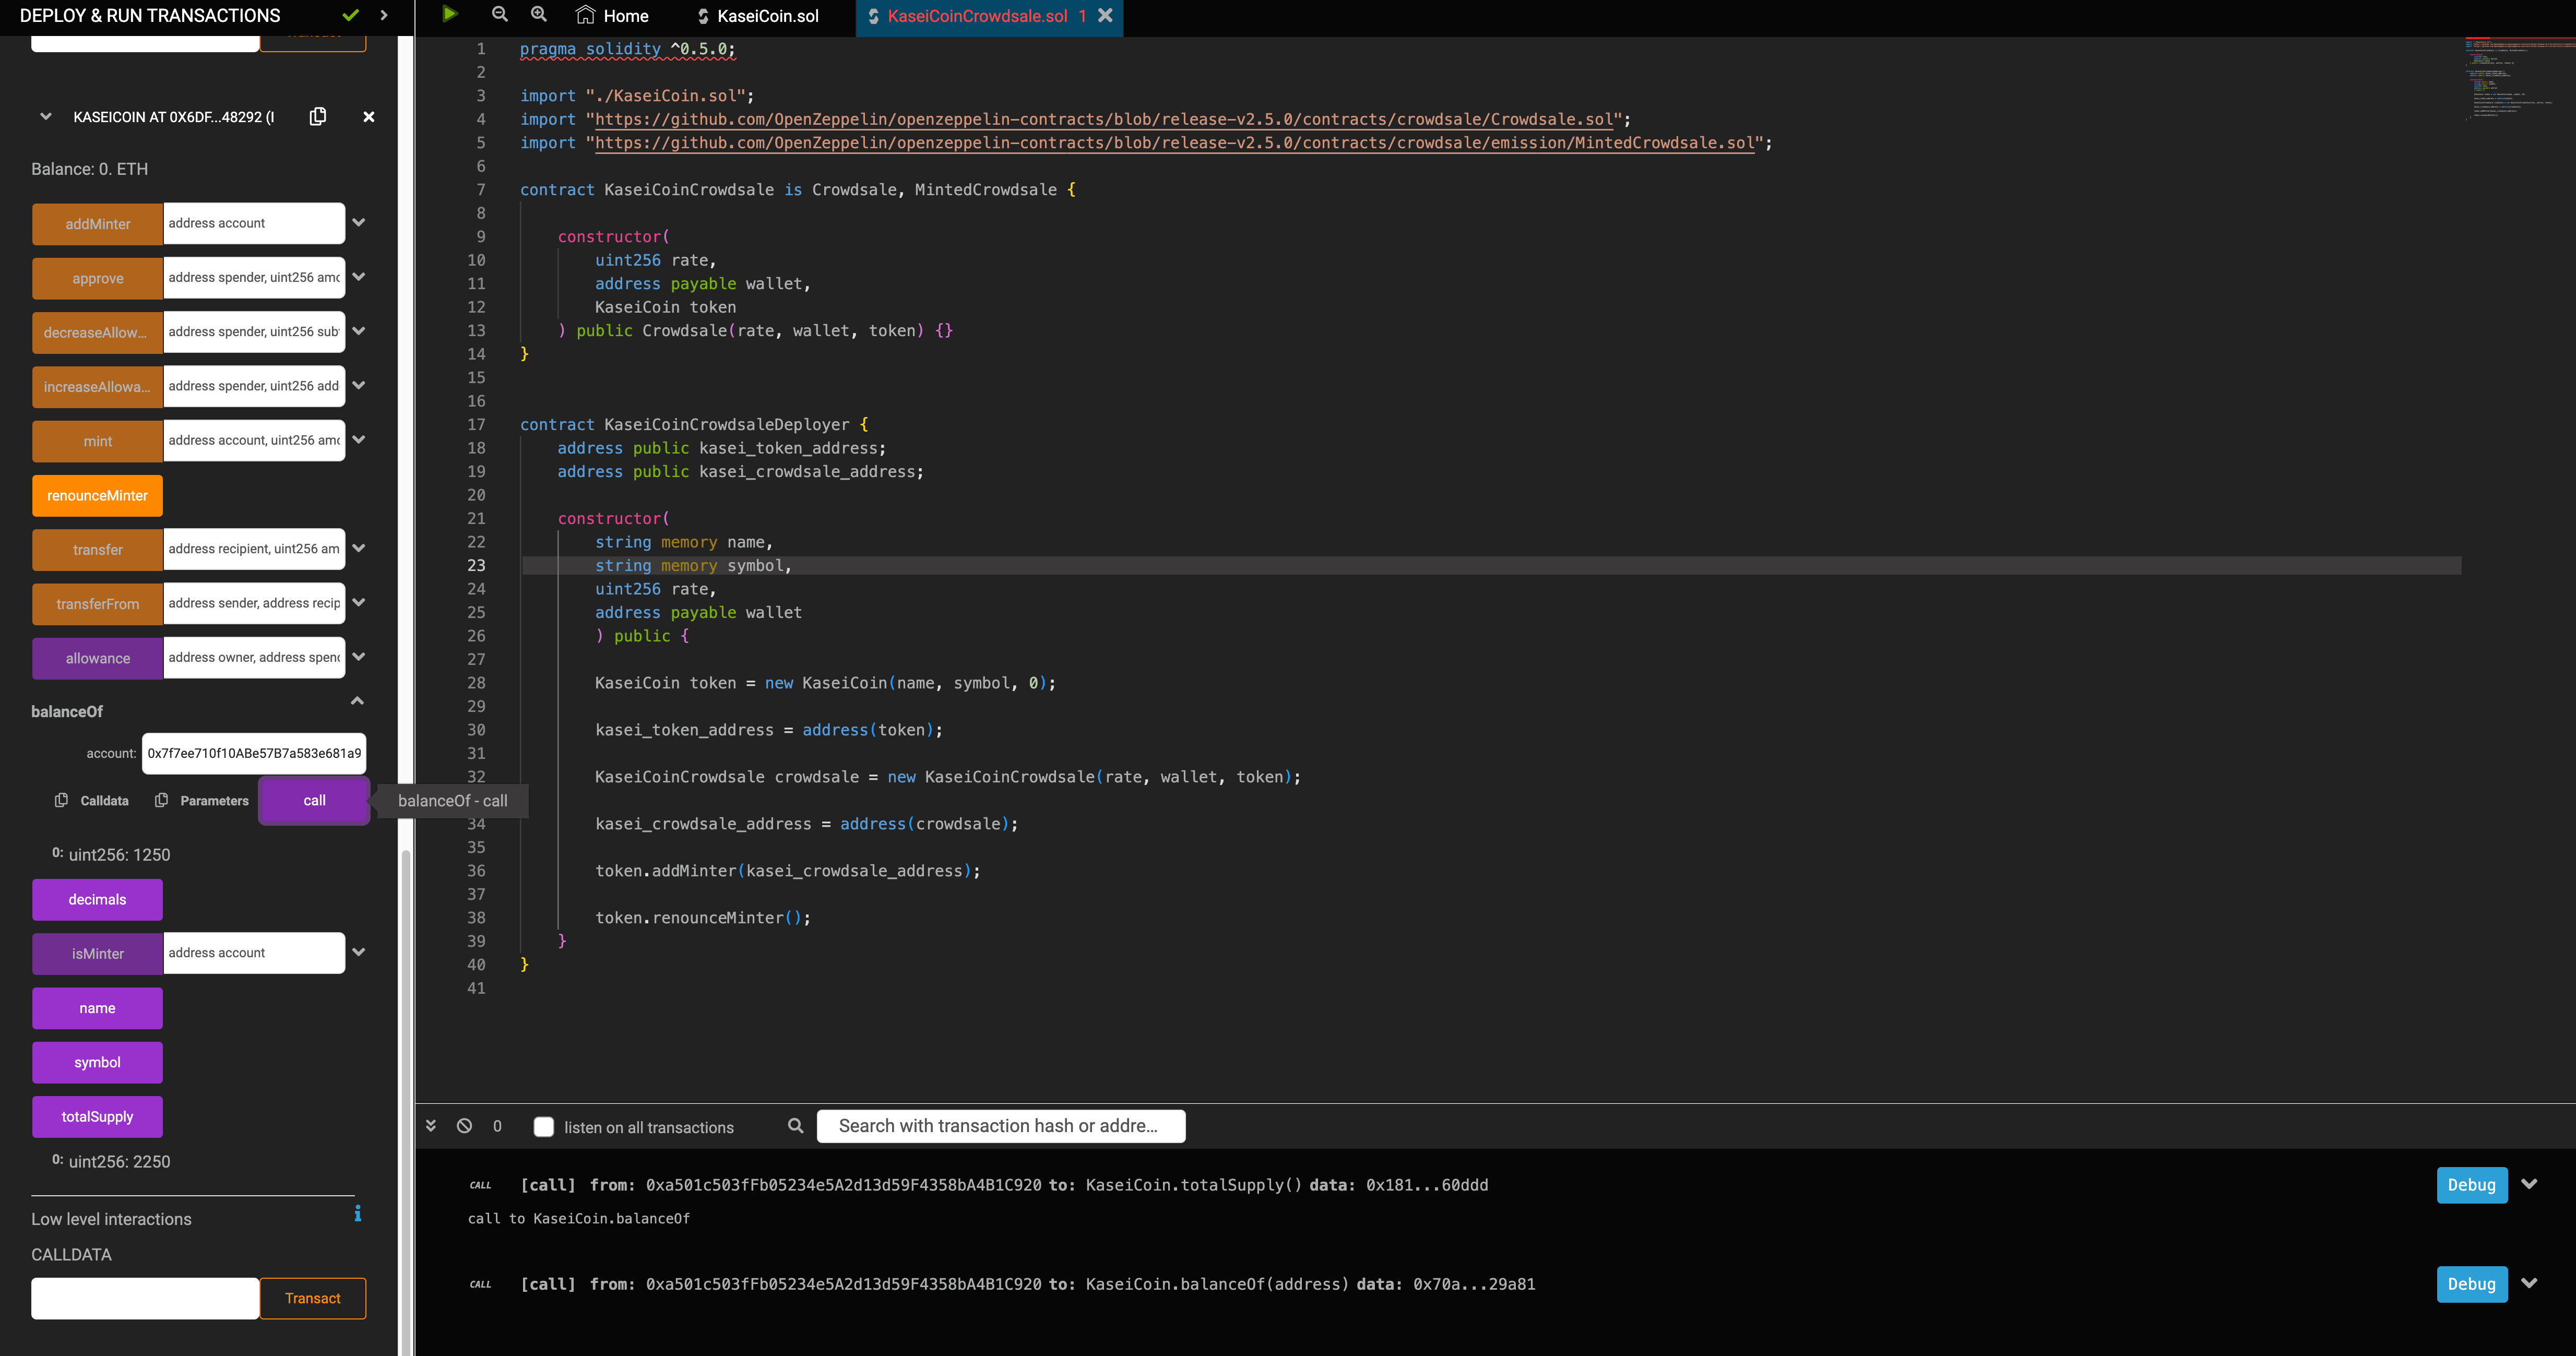 DEPLOY & RUN TRANSACTIONS
KASEICOIN AT 0X6DF...48292 (I
Balance: 0. ETH
addMinter
address account
approve
address spender, uint256 amo
decreaseAllow...
address spender, uint256 sub
increaseAllowa...
address spender, uint256 add
mint
address account, uint256 amo
renounceMinter
transfer
address recipient, uint256 am
transferFrom
address sender, address recip
allowance
address owner, address spen
balanceOf
account:
0x7f7ee710f10ABe57B7a583e681a9
Calldata
Parameters
call
balanceOf - call
0: uint256: 1250
decimals
isMinter
address account
name
symbol
totalSupply
0: uint256: 2250
Low level interactions
CALLDATA
Transact
Home
KaseiCoin.sol
KaseiCoinCrowdsale.sol 1
1 pragma solidity ^0.5.0;
2
3 import "./KaseiCoin.sol";
4 import "https://github.com/OpenZeppelin/openzeppelin-contracts/blob/release-v2.5.0/contracts/crowdsale/Crowdsale.sol";
5 import "https://github.com/OpenZeppelin/openzeppelin-contracts/blob/release-v2.5.0/contracts/crowdsale/emission/MintedCrowdsale.sol";
6
7 contract KaseiCoinCrowdsale is Crowdsale, MintedCrowdsale {
8
9 constructor(
10 uint256 rate,
11 address payable wallet,
12 KaseiCoin token
13 ) public Crowdsale(rate, wallet, token) {}
14 }
15
16
17 contract KaseiCoinCrowdsaleDeployer {
18 address public kasei_token_address;
19 address public kasei_crowdsale_address;
20
21 constructor(
22 string memory name,
23 string memory symbol,
24 uint256 rate,
25 address payable wallet
26 ) public {
27
28 KaseiCoin token = new KaseiCoin(name, symbol, 0);
29
30 kasei_token_address = address(token);
31
32 KaseiCoinCrowdsale crowdsale = new KaseiCoinCrowdsale(rate, wallet, token);
34 kasei_crowdsale_address = address(crowdsale);
35
36 token.addMinter(kasei_crowdsale_address);
37
38 token.renounceMinter();
39 }
40 }
41
0
listen on all transactions
Search with transaction hash or addre...
CALL [call] from: 0xa501c503fFb05234e5A2d13d59F4358bA4B1C920 to: KaseiCoin.totalSupply() data: 0x181...60ddd
Debug
call to KaseiCoin.balanceOf
CALL [call] from: 0xa501c503fFb05234e5A2d13d59F4358bA4B1C920 to: KaseiCoin.balanceOf(address) data: 0x70a...29a81
Debug